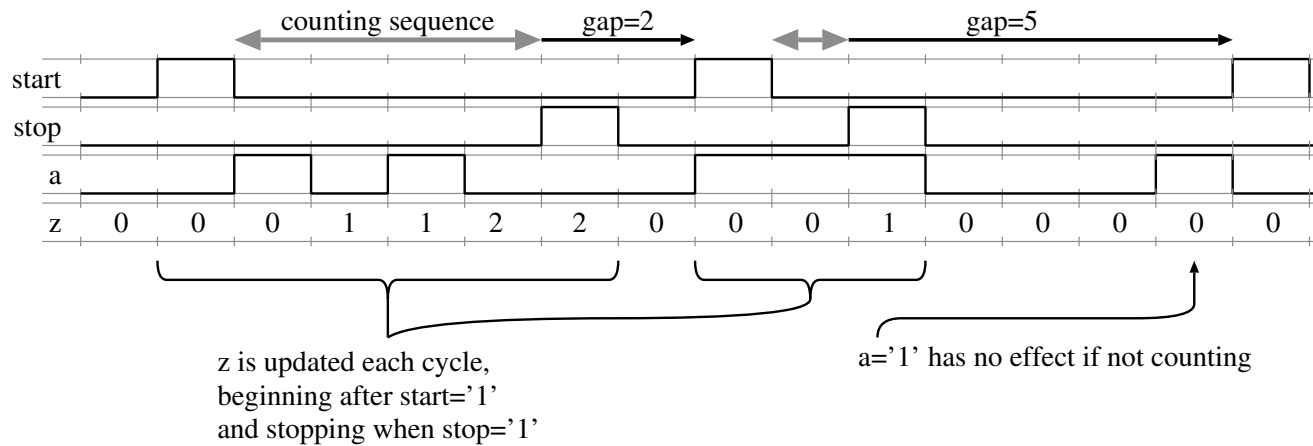 counting sequence gap=2 gap=5
start
stop
a
z 0 0 0 1 1 2 2 0 0 0 1 0 0 0 0 0
z is updated each cycle,
beginning after start='1'
and stopping when stop='1'
a='1' has no effect if not counting